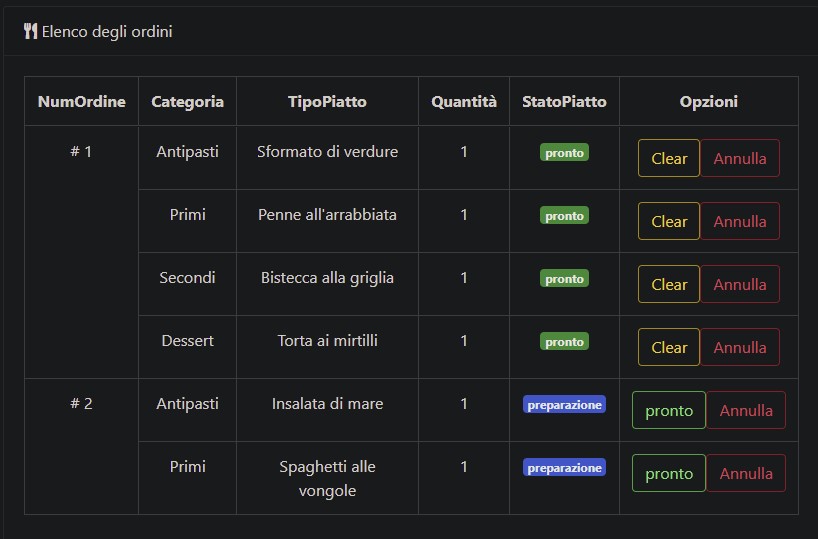 Elenco degli ordini
NumOrdine Categoria TipoPiatto Quantità StatoPiatto Opzioni
# 1 Antipasti Sformato di verdure 1 pronto Clear Annulla
Primi Penne all'arrabbiata 1 pronto Clear Annulla
Secondi Bistecca alla griglia 1 pronto Clear Annulla
Dessert Torta ai mirtilli 1 pronto Clear Annulla
# 2 Antipasti Insalata di mare 1 preparazione pronto Annulla
Primi Spaghetti alle 1 preparazione pronto Annulla
vongole